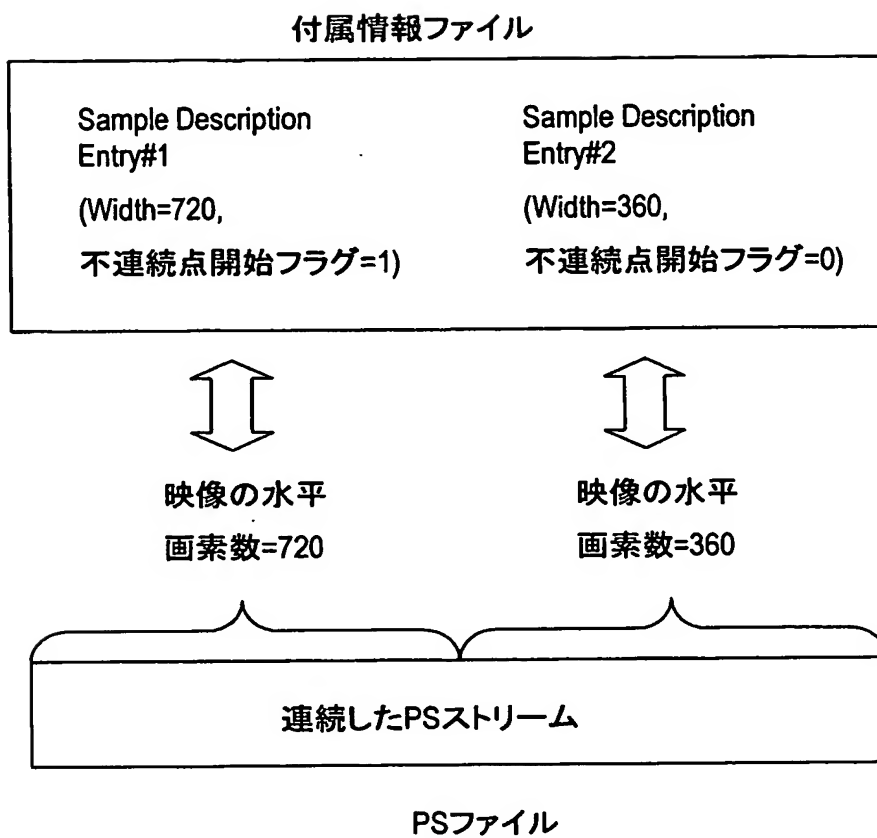 付属情報ファイル
Sample Description
Entry#1
(Width=720,
不連続点開始フラグ=1)
Sample Description
Entry#2
(Width=360,
不連続点開始フラグ=0)
映像の水平
画素数=720
映像の水平
画素数=360
連続したPSストリーム
PSファイル